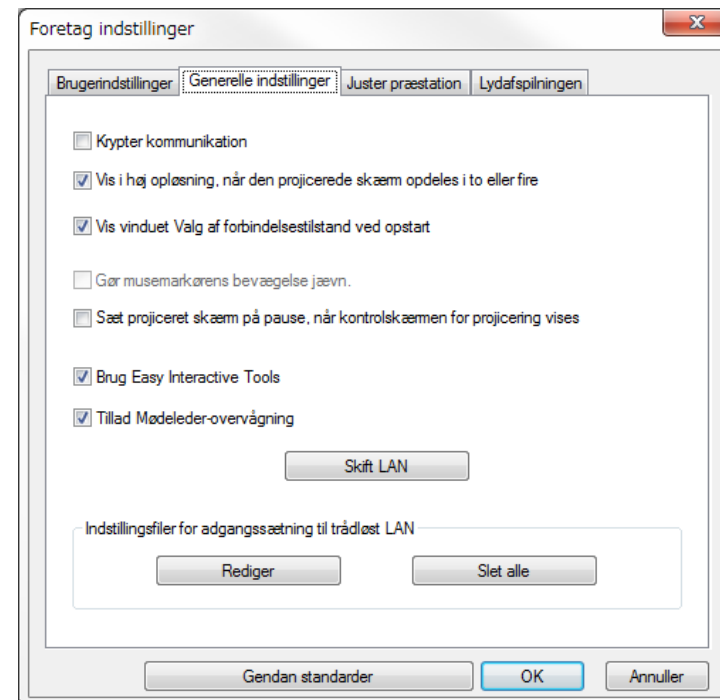 Foretag indstillinger
Brugerindstillinger Generelle indstillinger Juster præstation Lydafspilningen
Krypter kommunikation
Vis i høj opløsning, når den projicerede skærm opdeles i to eller fire
Vis vinduet Valg af forbindelsestilstand ved opstart
Gør musemarkørens bevægelse jævn.
Sæt projiceret skærm på pause, når kontrolskærmen for projicering vises
Brug Easy Interactive Tools
Tillad Mødeleder-overvågning
Skift LAN
Indstillingsfiler for adgangssætning til trådløst LAN
Rediger Slet alle
Gendan standarder OK Annuller